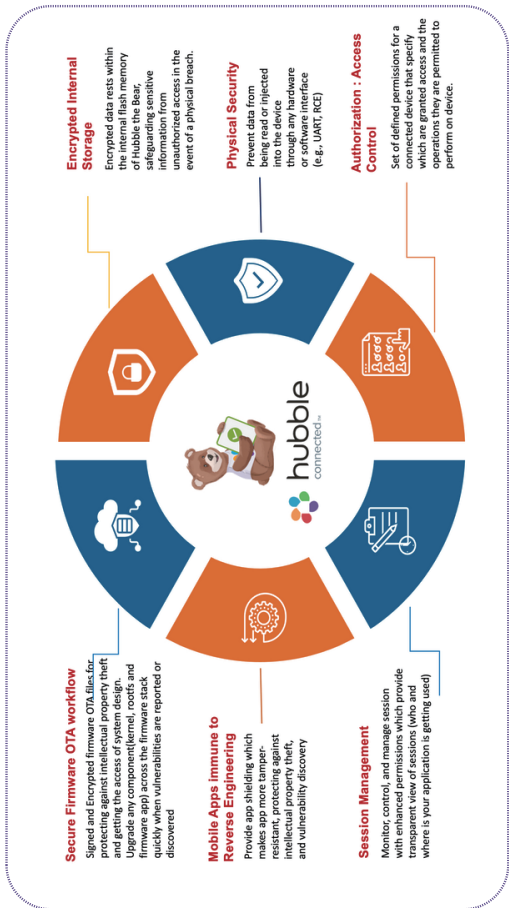 Secure Firmware OTA workflow
Signed and Encrypted firmware OTA files for
protecting against intellectual property theft
and getting the access of system design.
Upgrade any component(kernel, rootfs and
firmware app) across the firmware stack
quickly when vulnerabilities are reported or
discovered
Mobile Apps immune to
Reverse Engineering
Provide app shielding which
makes app more tamper-
resistant, protecting against
intellectual property theft,
and vulnerability discovery
Session Management
Monitor, control, and manage session
with enhanced permissions which provide
transparent view of sessions (who and
where is your application is getting used)
hubble
connected™
Encrypted Internal
Storage
Encrypted data rests within
the internal flash memory
of Hubble the Bear,
safeguarding sensitive
information from
unauthorized access in the
event of a physical breach.
Physical Security
Prevent data from
being read or injected
into the device
through any hardware
or software interface
(e.g., UART, RCE)
Authorization : Access
Control
Set of defined permissions for a
connected device that specify
which are granted access and the
operations they are permitted to
perform on device.